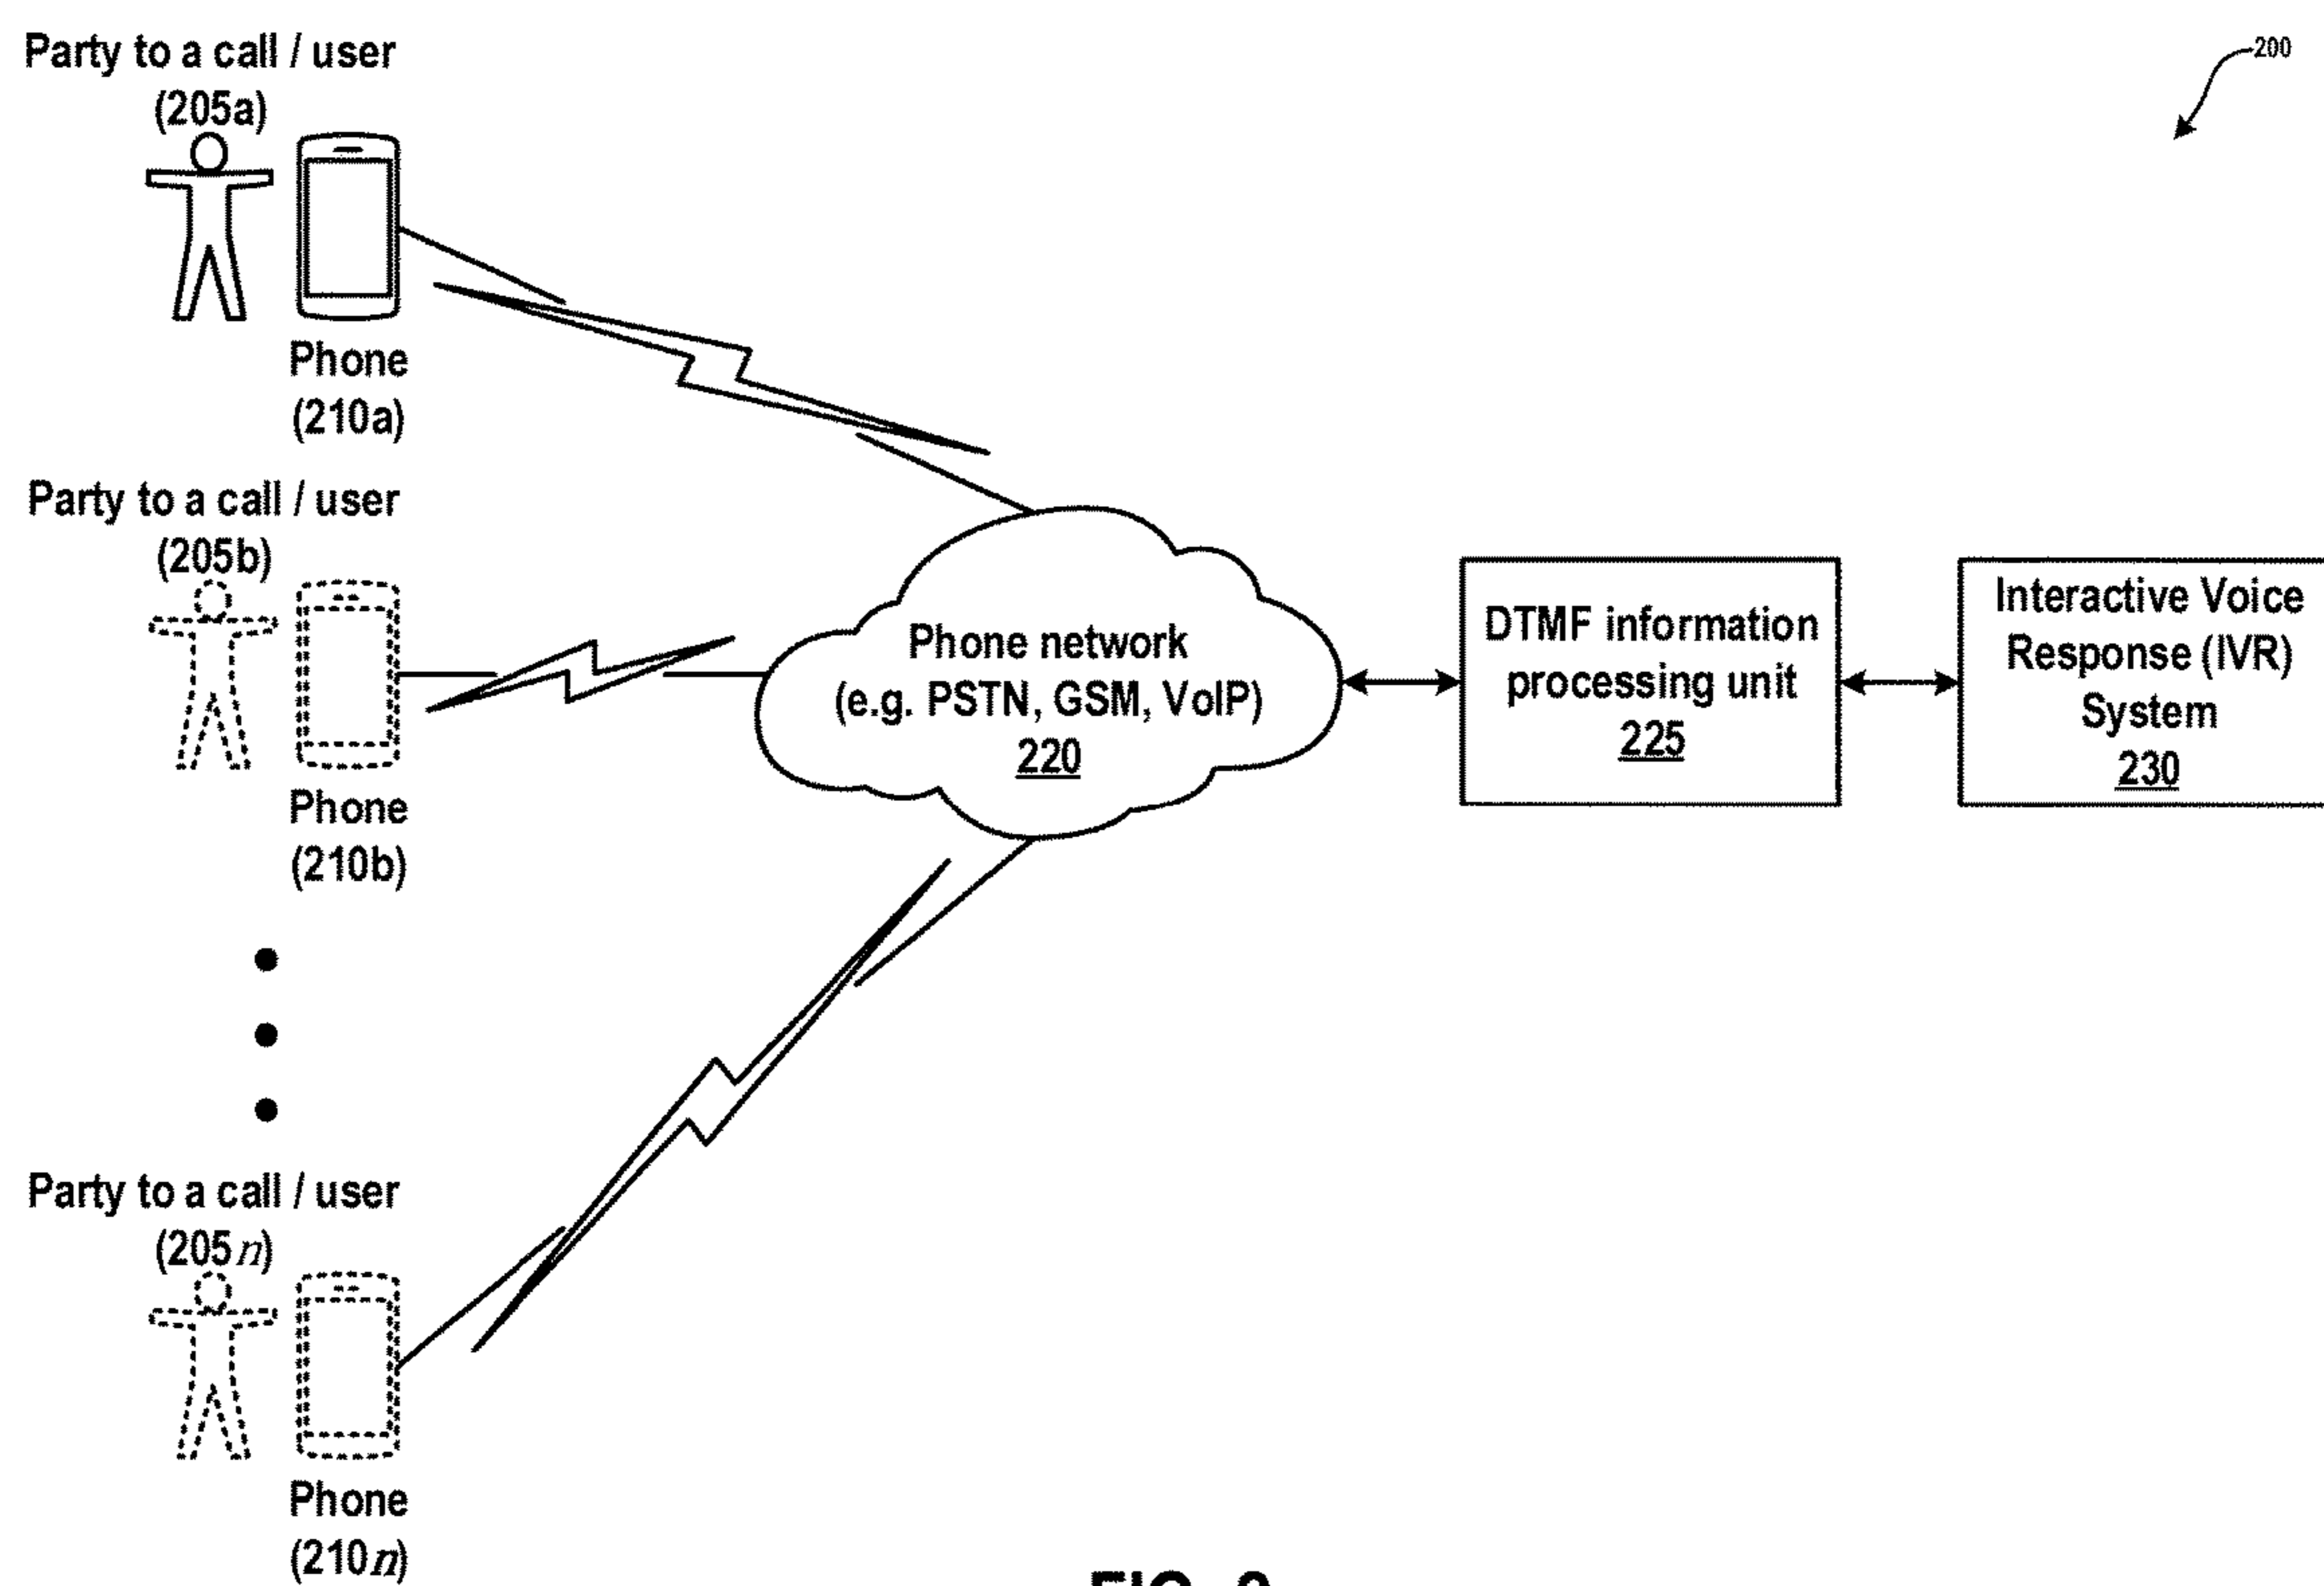 200
Party to a call / user
(205a)
Phone
(210a)
Party to a call / user
(205b)
Phone
(210b)
Party to a call / user
(205n)
Phone
(210n)
Phone network
(e.g. PSTN, GSM, VoIP)
220
DTMF information
processing unit
225
Interactive Voice
Response (IVR)
System
230
FIG. 2